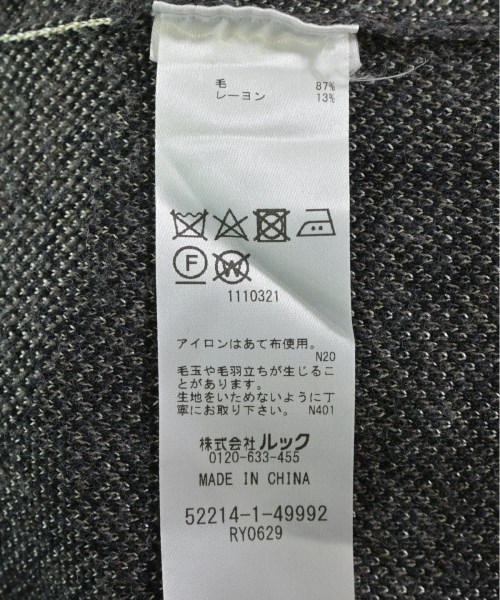 毛 87%
レーヨン 13%
F W
1110321
アイロンはあて布使用。
N20
毛玉や毛羽立ちが生じるこ
とがあります。
生地をいためないように丁
寧にお取り下さい。 N401
株式会社ルック
0120-633-455
MADE IN CHINA
52214-1-49992
RY0629